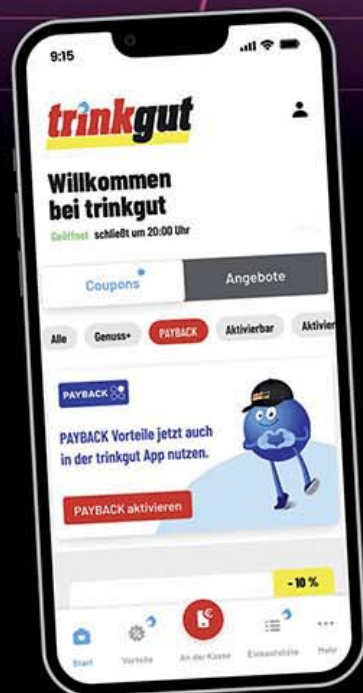 9:15
trinkgut
Willkommen
bei trinkgut
Geöffnet schließt um 20:00 Uhr
Coupons Angebote
Alle Genuss+ PAYBACK Aktivierbar Aktivier
PAYBACK
PAYBACK Vorteile jetzt auch
in der trinkgut App nutzen.
PAYBACK aktivieren
- 10 %
Start Vorteile An der Kasse Einkaufsliste Mehr